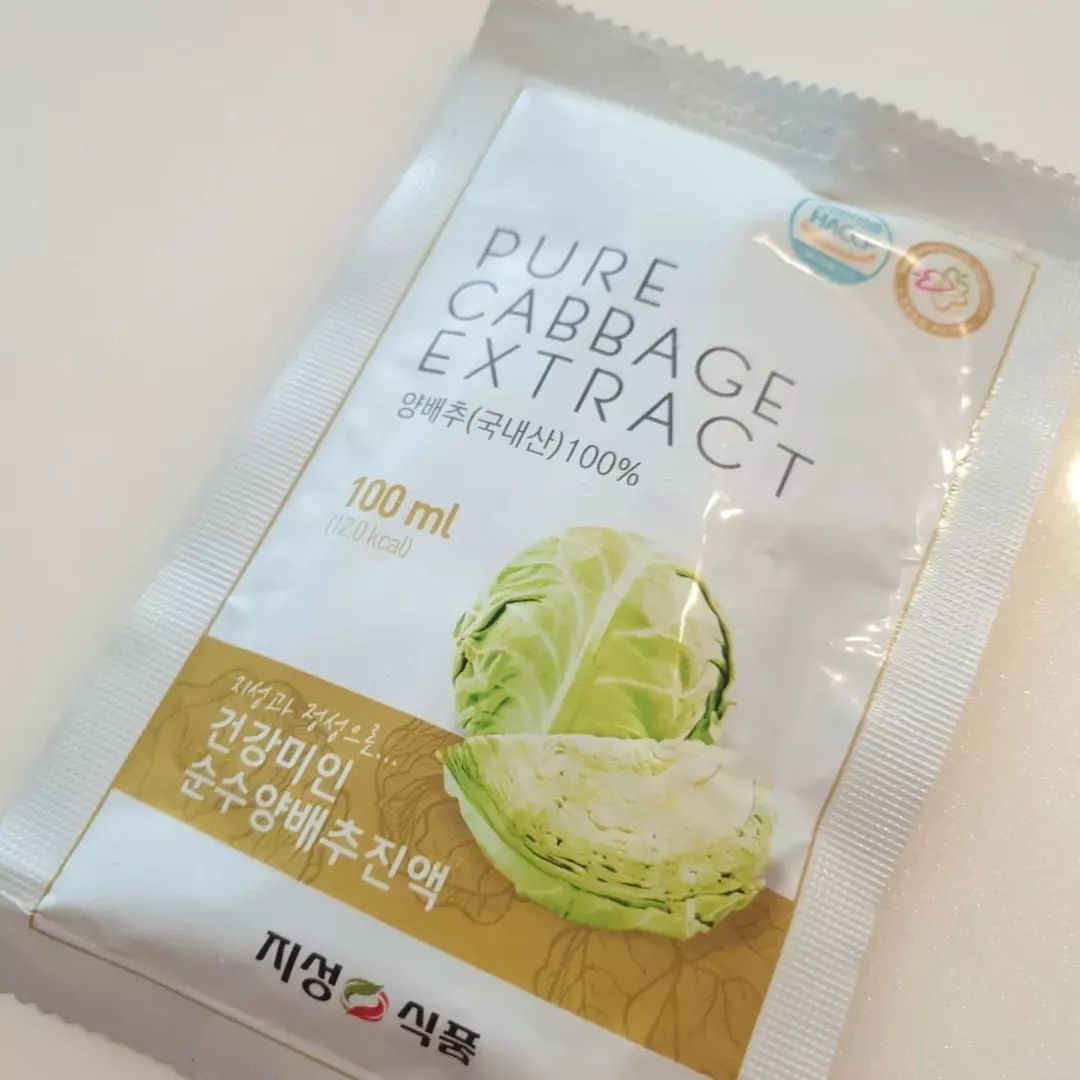 HACCP
PURE
CABBAGE
EXTRACT
양배추(국내산)100%
100 ml
(12.0 kcal)
지성과 정성으로...
건강미인
순수양배추진액
지성 식품